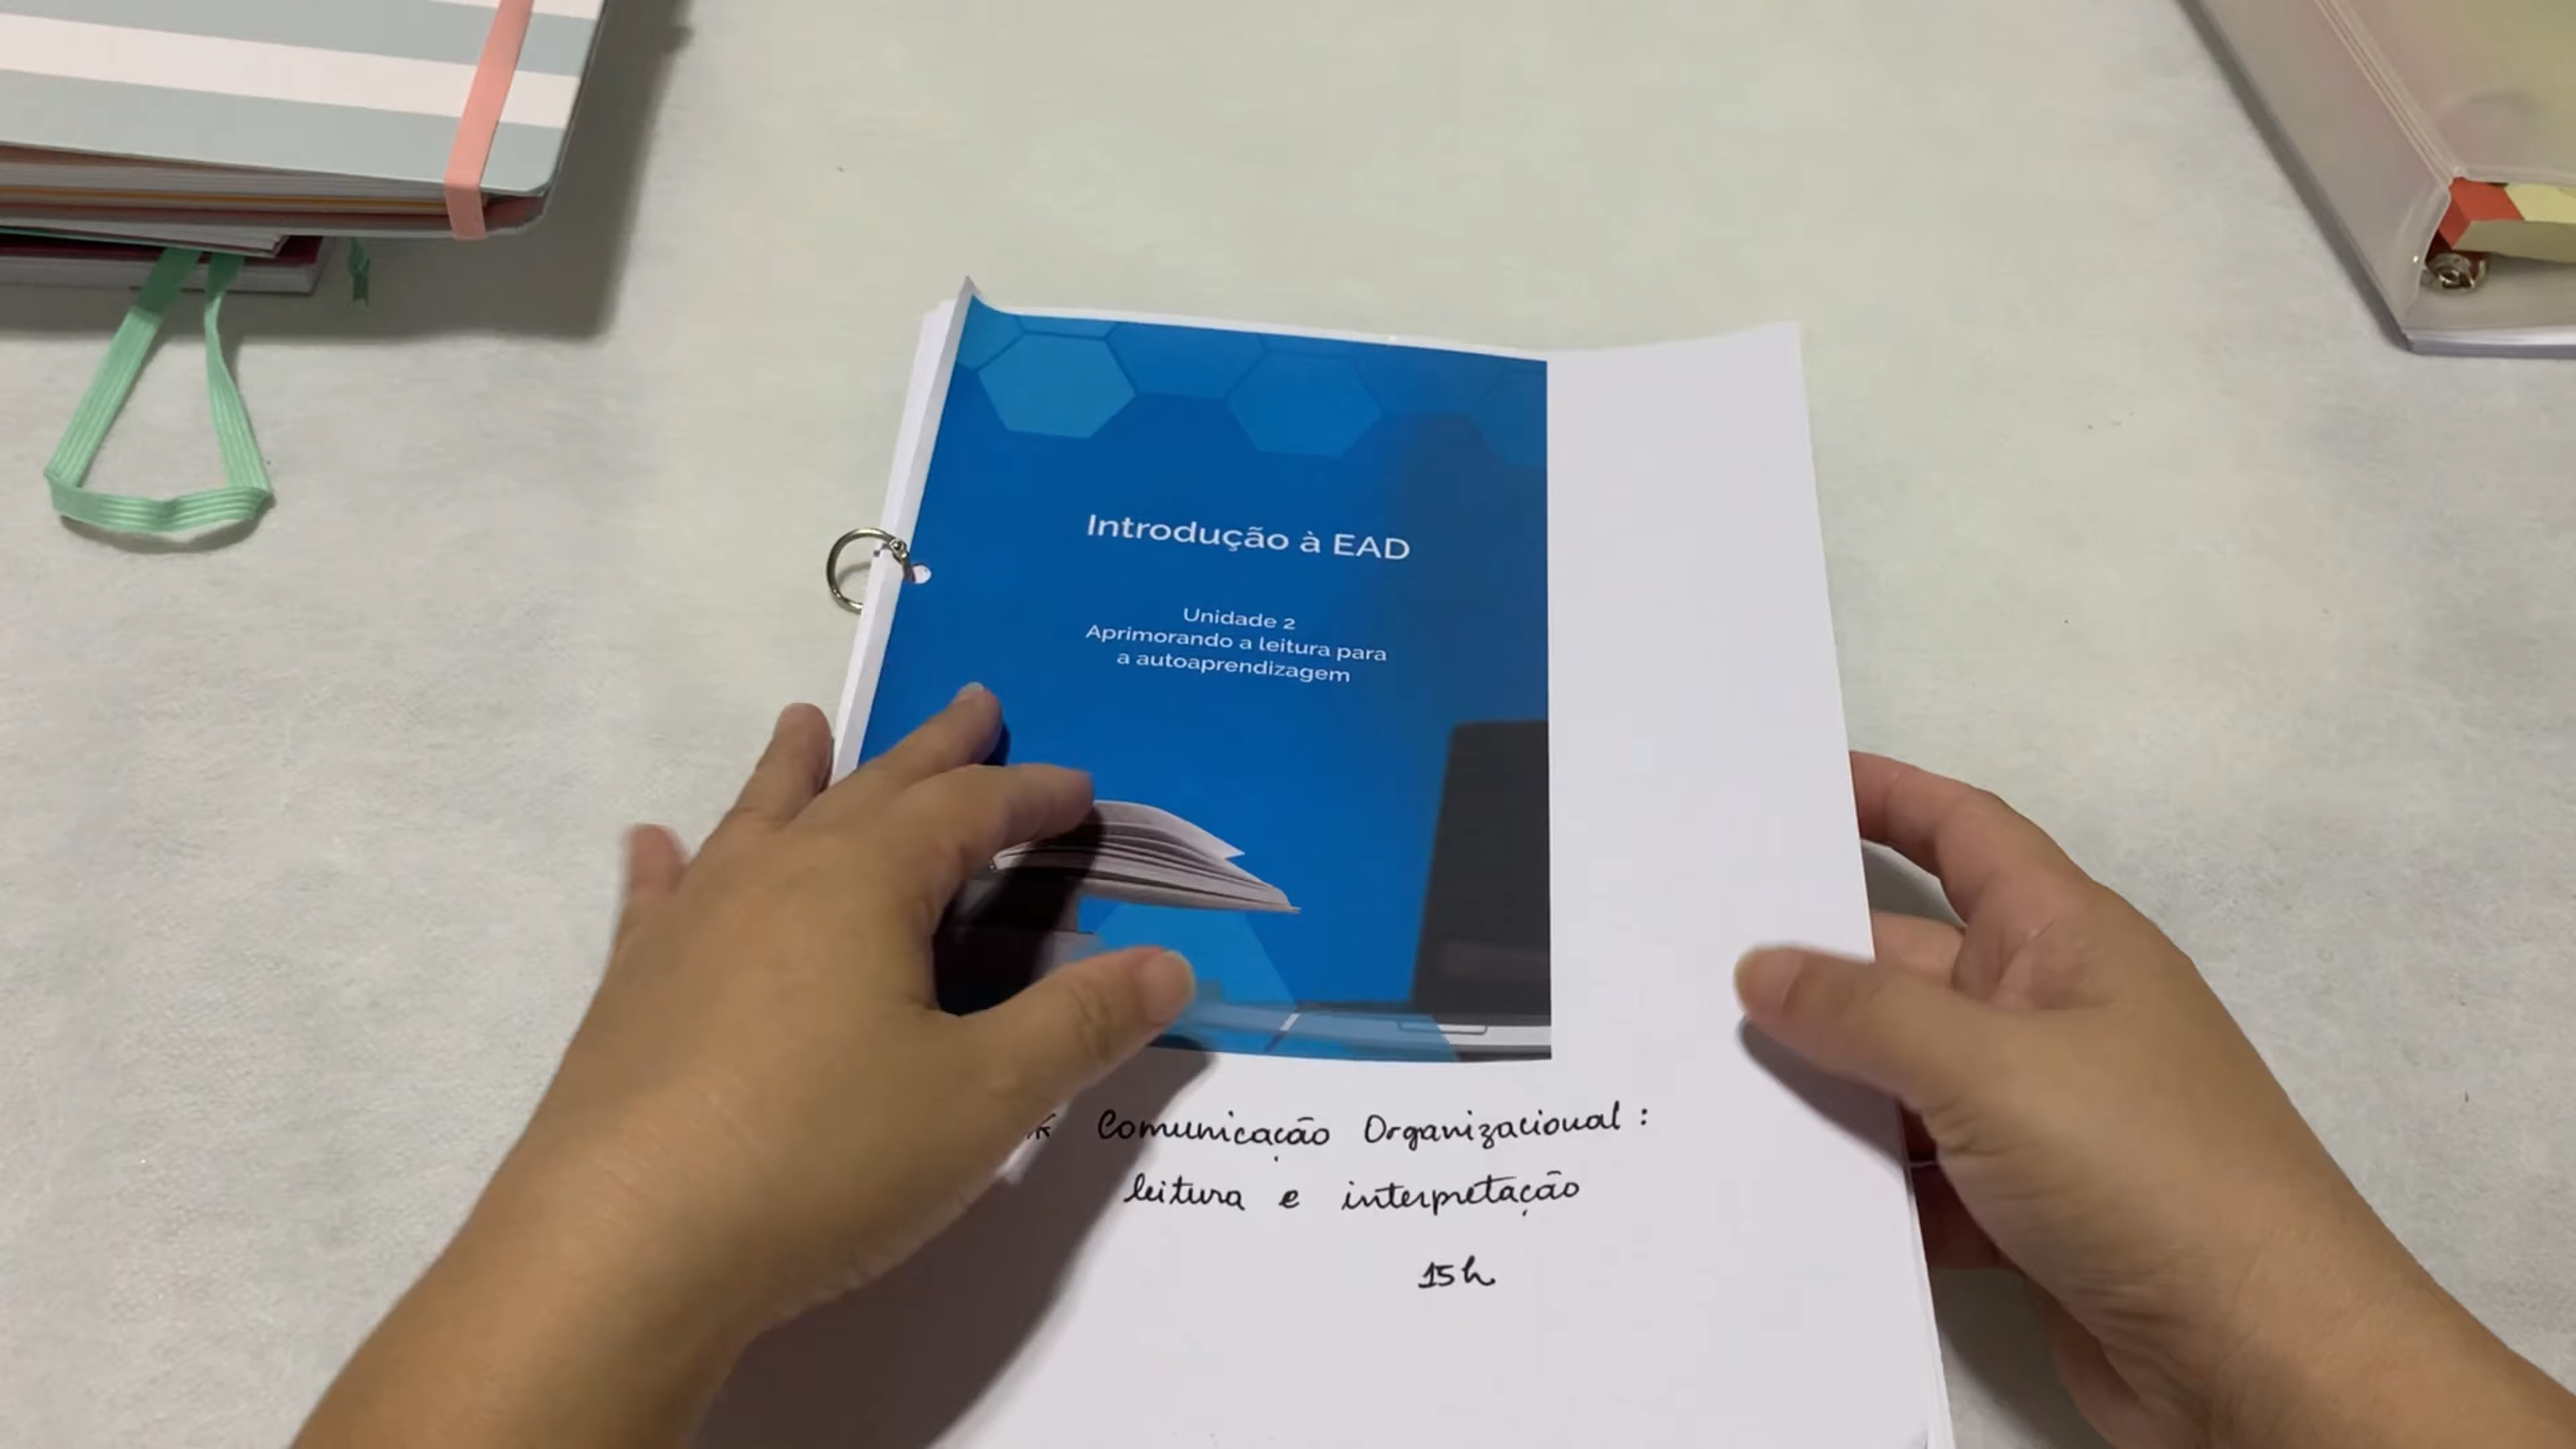 Introdução à EAD
Unidade 2
Aprimorando a leitura para
a autoaprendizagem
* Comunicação Organizacional:
leitura e interpretação
15h